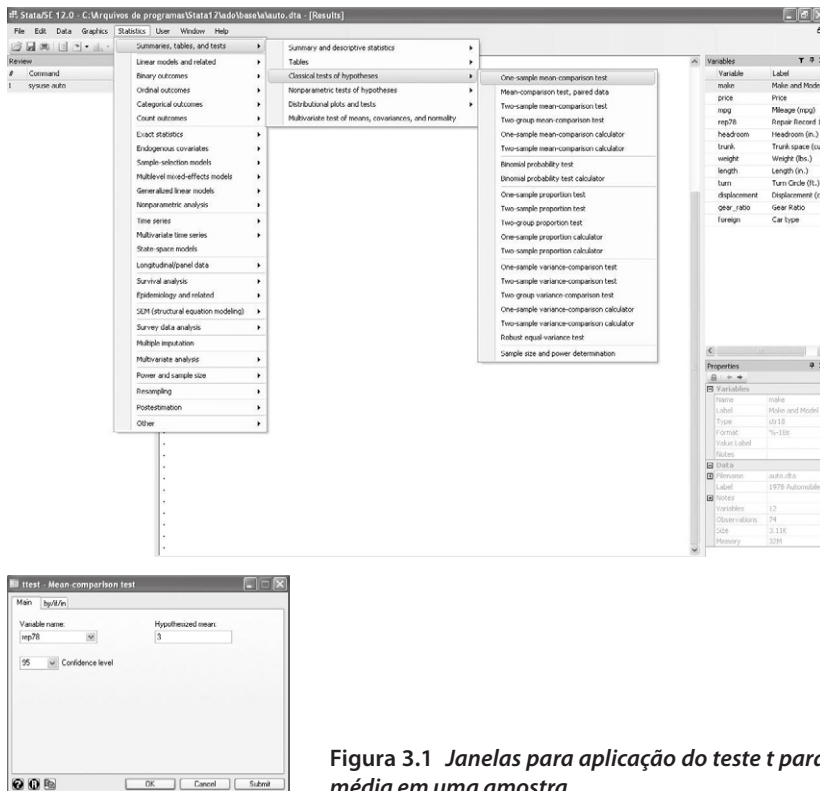 Stata/SE 12.0 - C:\Arquivos de programas\Stata12\ado\base\a\auto.dta - [Results]
File Edit Data Graphics Statistics User Window Help
Review
# Command
1 sysuse auto
Summaries, tables, and tests
Linear models and related
Binary outcomes
Ordinal outcomes
Categorical outcomes
Count outcomes
Exact statistics
Endogenous covariates
Sample-selection models
Multilevel mixed-effects models
Generalized linear models
Nonparametric analysis
Time series
Multivariate time series
State-space models
Longitudinal/panel data
Survival analysis
Epidemiology and related
SEM (structural equation modeling)
Survey data analysis
Multiple imputation
Multivariate analysis
Power and sample size
Resampling
Postestimation
Other
Summary and descriptive statistics
Tables
Classical tests of hypotheses
Nonparametric tests of hypotheses
Distributional plots and tests
Multivariate test of means, covariances, and normality
One-sample mean-comparison test
Mean-comparison test, paired data
Two-sample mean-comparison test
Two-group mean-comparison test
One-sample mean-comparison calculator
Two-sample mean-comparison calculator
Binomial probability test
Binomial probability test calculator
One-sample proportion test
Two-sample proportion test
Two-group proportion test
One-sample proportion calculator
Two-sample proportion calculator
One-sample variance-comparison test
Two-sample variance-comparison test
Two-group variance-comparison test
One-sample variance-comparison calculator
Two-sample variance-comparison calculator
Robust equal-variance test
Sample size and power determination
Variables
Variable Label
make Make and Mode
price Price
mpg Mileage (mpg)
rep78 Repair Record 1
headroom Headroom (in.)
trunk Trunk space (cu
weight Weight (lbs.)
length Length (in.)
turn Turn Circle (ft.)
displacement Displacement (c
gear_ratio Gear Ratio
foreign Car type
Properties
Variables
Name make
Label Make and Model
Type str18
Format %-18s
Value Label
Notes
Data
Filename auto.dta
Label 1978 Automobile
Notes
Variables 12
Observations 74
Size 3.11K
Memory 32M
ttest - Mean-comparison test
Main by/if/in
Variable name: Hypothesized mean:
rep78 3
95 Confidence level
OK Cancel Submit
Figura 3.1 Janelas para aplicação do teste t para
média em uma amostra